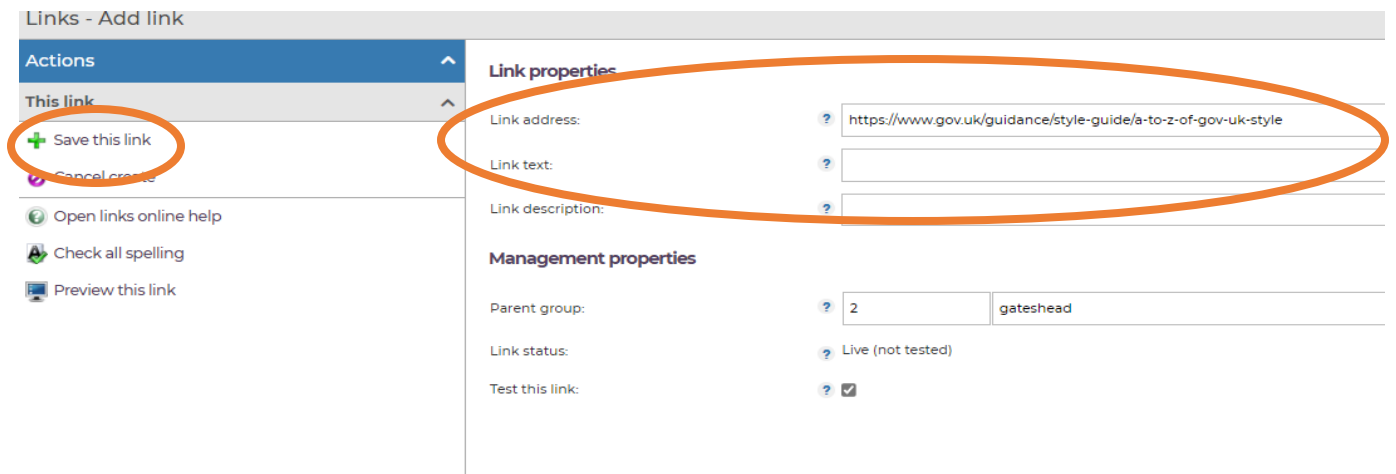 Links - Add link
Actions
This link
Save this link
Cancel create
Open links online help
Check all spelling
Preview this link
Link properties
Link address: ? https://www.gov.uk/guidance/style-guide/a-to-z-of-gov-uk-style
Link text: ?
Link description: ?
Management properties
Parent group: ? 2 gateshead
Link status: ? Live (not tested)
Test this link: ?